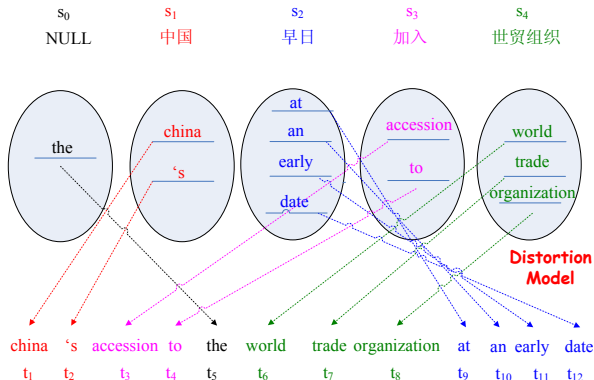 s₀ s₁ s₂ s₃ s₄
NULL 中国 早日 加入 世贸组织
at
china an accession world
the
early trade
‘s to
organization
date
Distortion
Model
china ‘s accession to the world trade organization at an early date
t₁ t₂ t₃ t₄ t₅ t₆ t₇ t₈ t₉ t₁₀ t₁₁ t₁₂